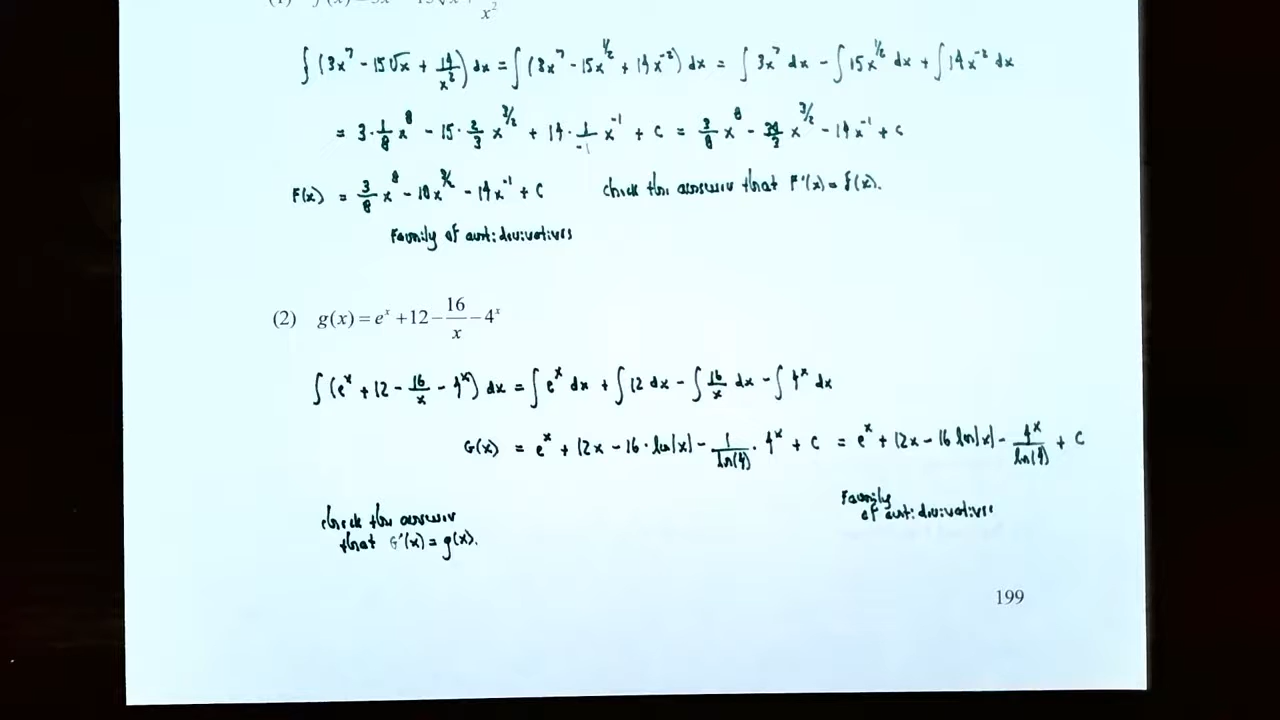 ∫ (3x⁷ - 15√x + 14/x²) dx = ∫ (3x⁷ - 15x^{1/2} + 14x⁻²) dx = ∫ 3x⁷ dx - ∫ 15x^{1/2} dx + ∫ 14x⁻² dx
= 3·1/8 x⁸ - 15·2/3 x^{3/2} + 14·1/-1 x⁻¹ + C = 3/8 x⁸ - 30/3 x^{3/2} - 14x⁻¹ + C
F(x) = 3/8 x⁸ - 10x^{3/2} - 14x⁻¹ + C check the answer that F'(x) = f(x).
Family of antiderivatives
(2) g(x) = eˣ + 12 - 16/x - 4ˣ
∫ (eˣ + 12 - 16/x - 4ˣ) dx = ∫ eˣ dx + ∫ 12 dx - ∫ 16/x dx - ∫ 4ˣ dx
G(x) = eˣ + 12x - 16·ln|x| - 1/ln(4) · 4ˣ + C = eˣ + 12x - 16 ln|x| - 4ˣ/ln(4) + C
Family
of antiderivatives
check the answer
that G'(x) = g(x).
199